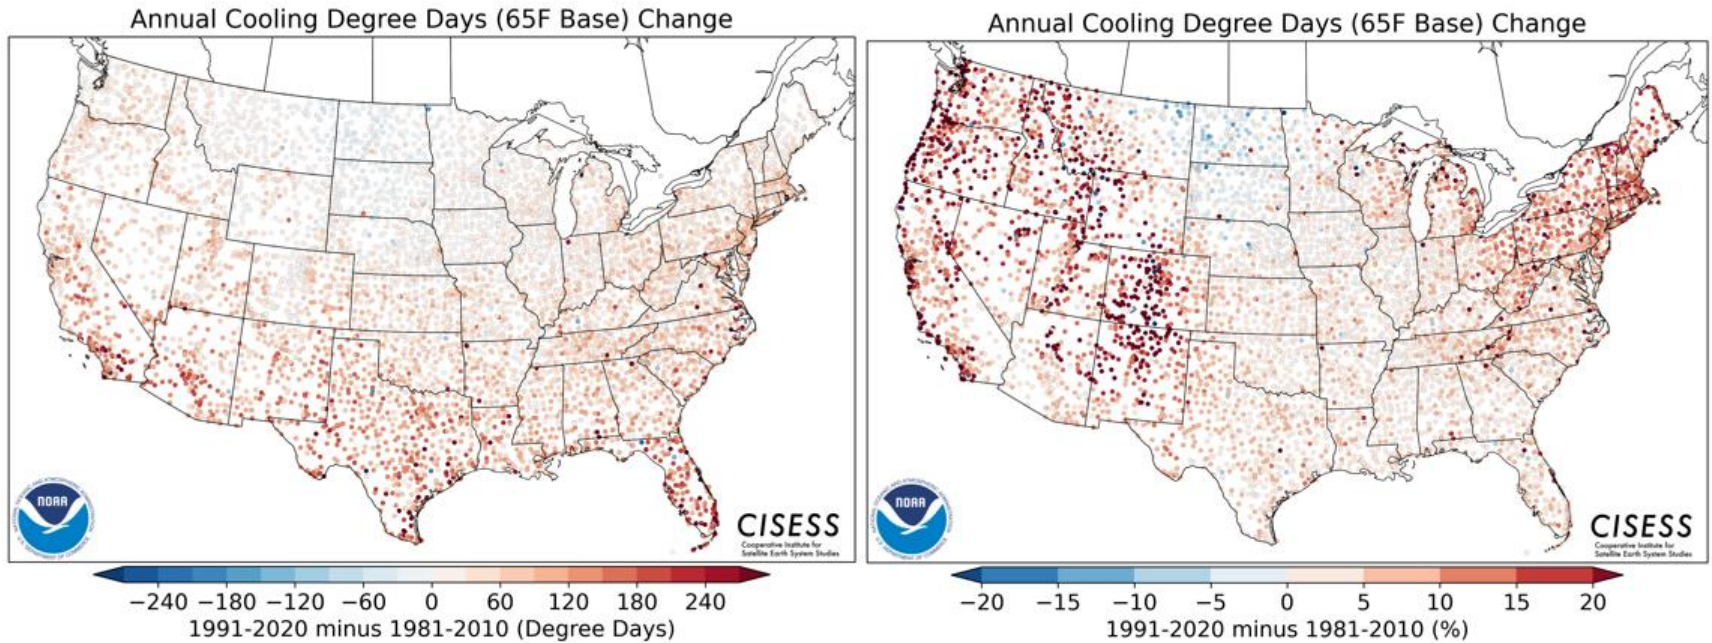 Annual Cooling Degree Days (65F Base) Change
NOAA
CISESS
Cooperative Institute for
Satellite Earth System Studies
−240 −180 −120 −60 0 60 120 180 240
1991-2020 minus 1981-2010 (Degree Days)
Annual Cooling Degree Days (65F Base) Change
NOAA
CISESS
Cooperative Institute for
Satellite Earth System Studies
−20 −15 −10 −5 0 5 10 15 20
1991-2020 minus 1981-2010 (%)